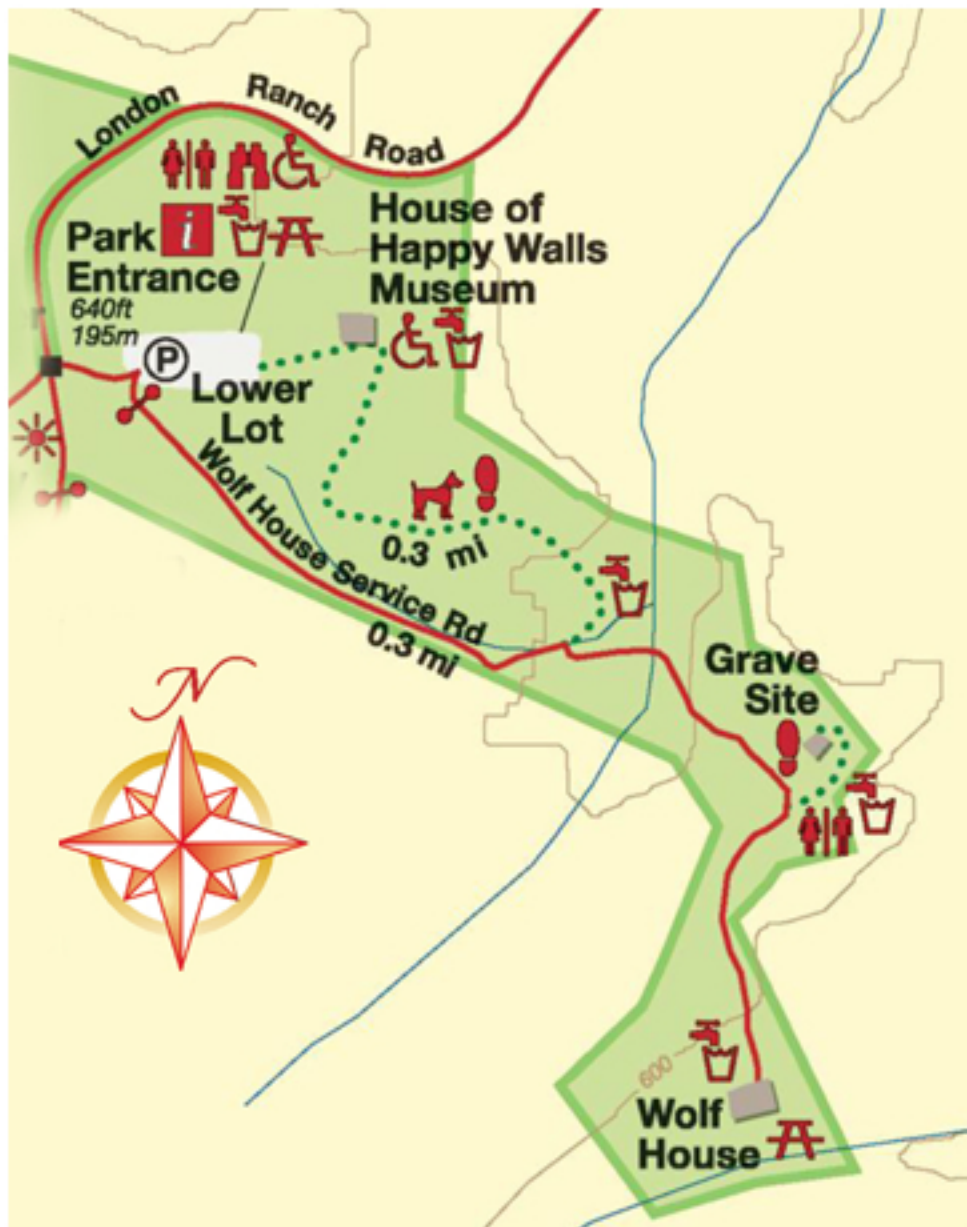 London Ranch Road
Park
Entrance
640ft
195m
i
House of
Happy Walls
Museum
P
Lower
Lot
Wolf House Service Rd
0.3 mi
0.3 mi
Grave
Site
N
600
Wolf
House